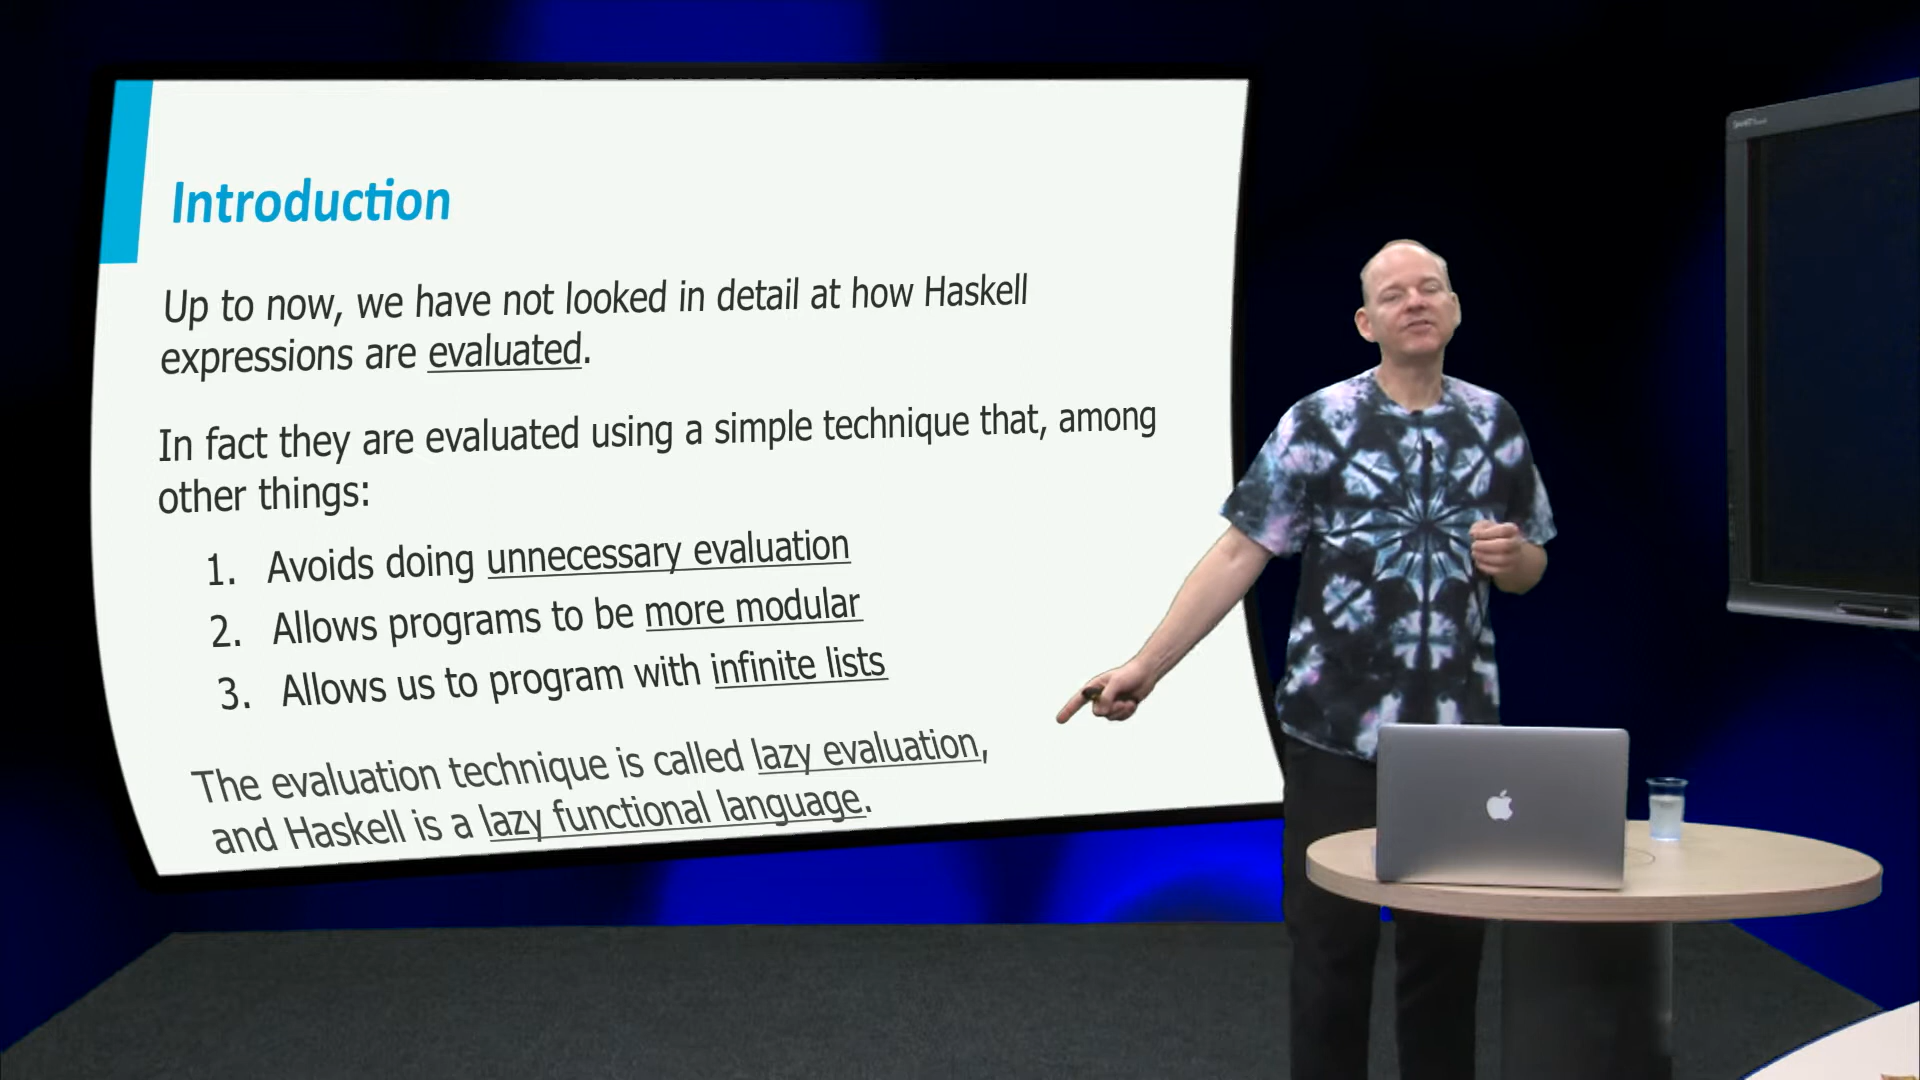 Introduction
Up to now, we have not looked in detail at how Haskell
expressions are evaluated.
In fact they are evaluated using a simple technique that, among
other things:
1. Avoids doing unnecessary evaluation
2. Allows programs to be more modular
3. Allows us to program with infinite lists
The evaluation technique is called lazy evaluation,
and Haskell is a lazy functional language.